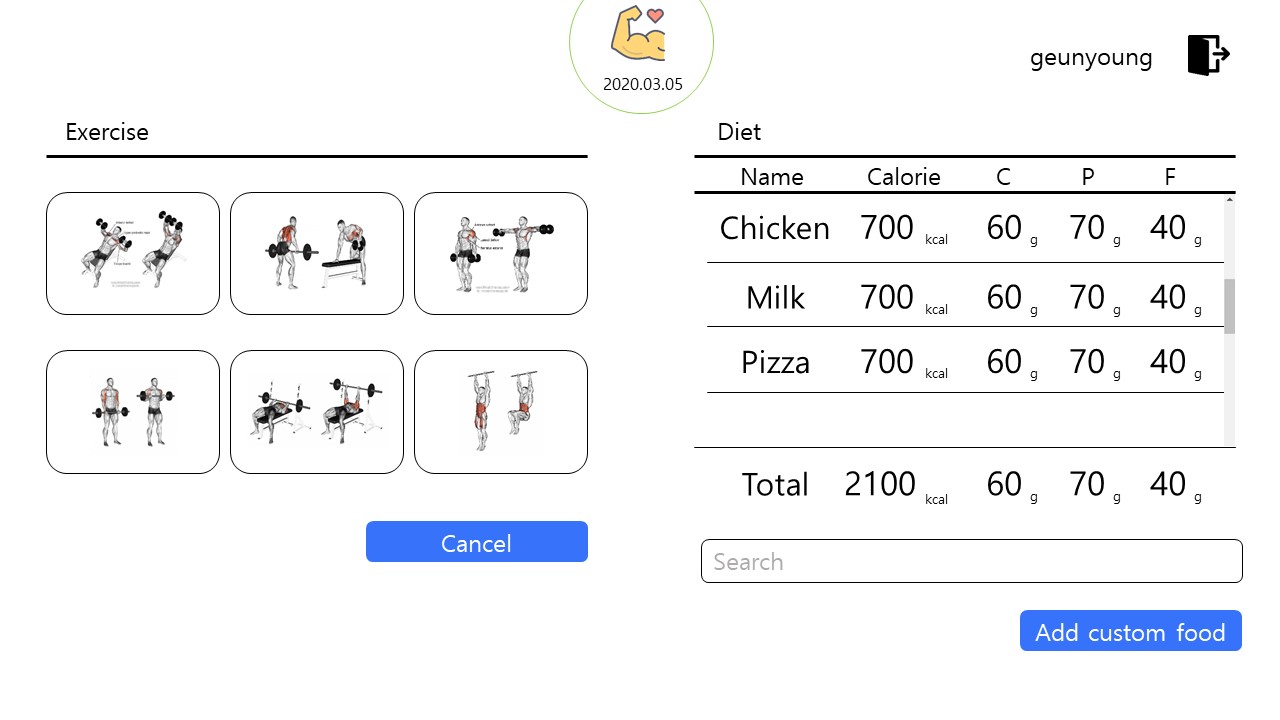 2020.03.05
geunyoung
Exercise
Diet
Name Calorie C P F
Chicken 700 kcal 60 g 70 g 40 g
Milk 700 kcal 60 g 70 g 40 g
Pizza 700 kcal 60 g 70 g 40 g
Total 2100 kcal 60 g 70 g 40 g
Cancel
Search
Add custom food